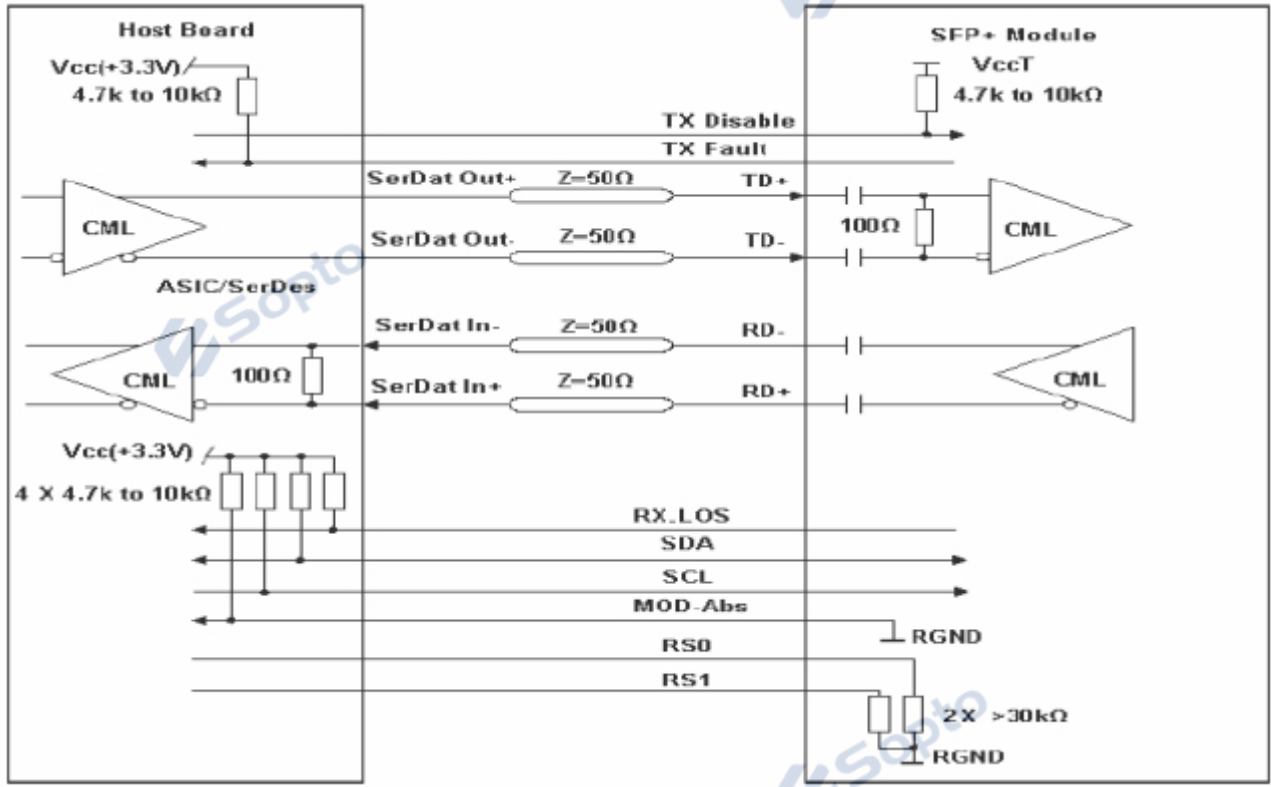 Host Board
SFP+ Module
Vcc(+3.3V)
4.7k to 10kΩ
VccT
4.7k to 10kΩ
TX Disable
TX Fault
SerDat Out+
Z=50Ω
TD+
CML
SerDat Out-
Z=50Ω
TD-
100Ω
CML
ASIC/SerDes
SerDat In-
Z=50Ω
RD-
CML
100Ω
SerDat In+
Z=50Ω
RD+
CML
Vcc(+3.3V)
4 X 4.7k to 10kΩ
RX_LOS
SDA
SCL
MOD-Abs
RGND
RS0
RS1
2X >30kΩ
RGND
Sopto
Sopto